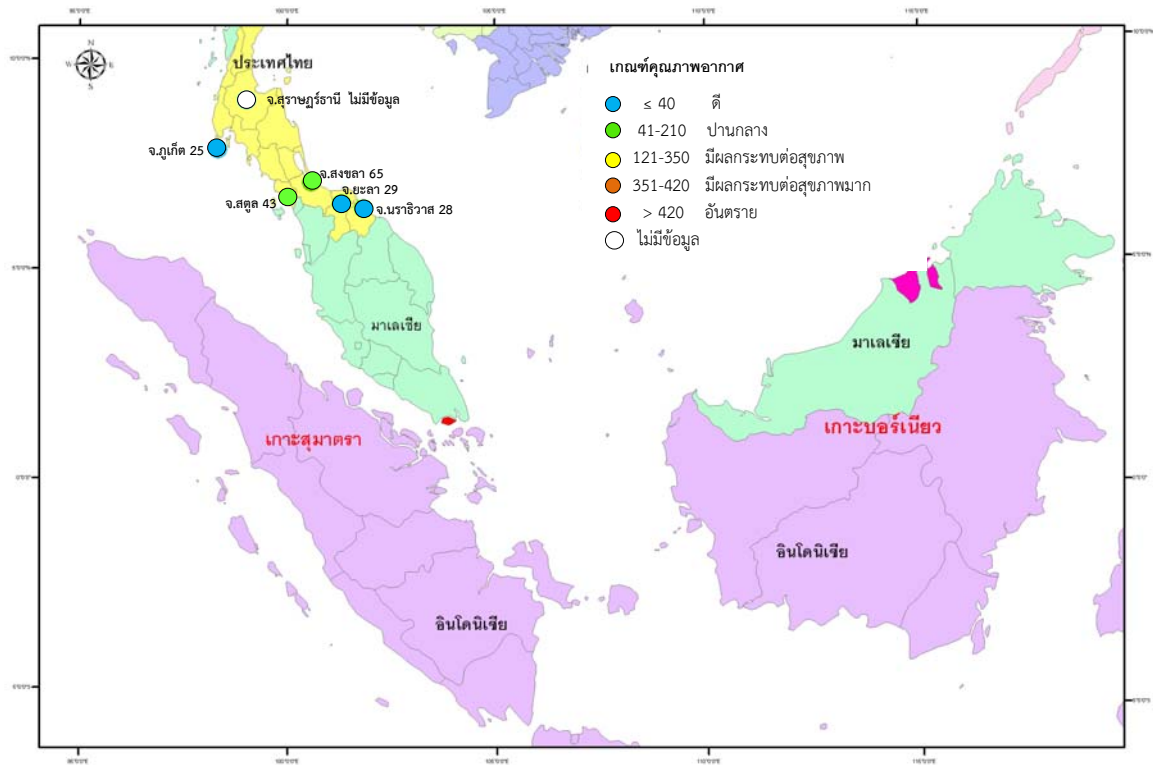 N
W
E
S
ประเทศไทย
จ.สุราษฎร์ธานี ไม่มีข้อมูล
จ.ภูเก็ต 25
จ.สงขลา 65
จ.ยะลา 29
จ.สตูล 43
จ.นราธิวาส 28
เกณฑ์คุณภาพอากาศ
≤ 40 ดี
41-210 ปานกลาง
121-350 มีผลกระทบต่อสุขภาพ
351-420 มีผลกระทบต่อสุขภาพมาก
> 420 อันตราย
ไม่มีข้อมูล
มาเลเซีย
มาเลเซีย
เกาะสุมาตรา
เกาะบอร์เนียว
อินโดนิเซีย
อินโดนิเซีย